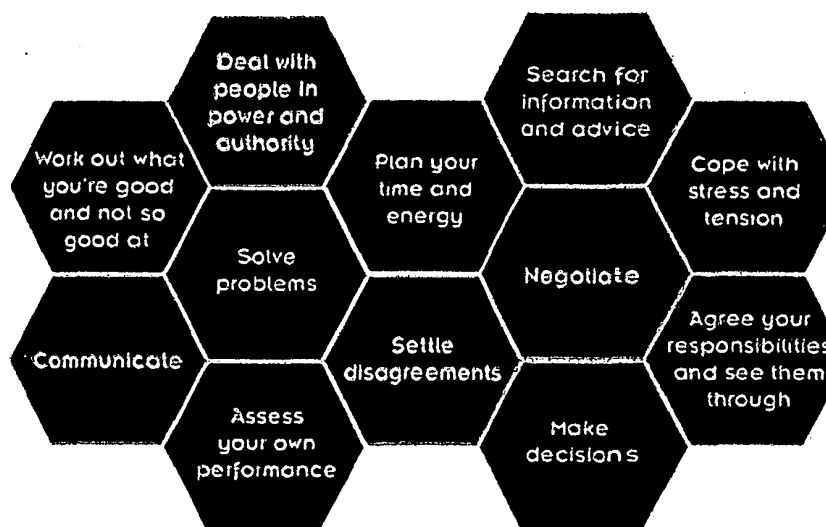 Deal with
people in
power and
authority
Search for
information
and advice
Work out what
you're good
and not so
good at
Plan your
time and
energy
Cope with
stress and
tension
Solve
problems
Negotiate
Communicate
Settle
disagreements
Agree your
responsibilities
and see them
through
Assess
your own
performance
Make
decisions